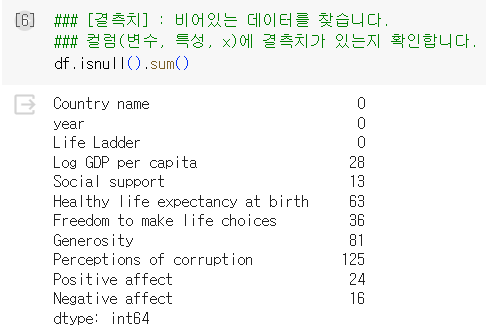 [6] ### [결측치] : 비어있는 데이터를 찾습니다.
### 컬럼(변수, 특성, x)에 결측치가 있는지 확인합니다.
df.isnull().sum()
Country name 0
year 0
Life Ladder 0
Log GDP per capita 28
Social support 13
Healthy life expectancy at birth 63
Freedom to make life choices 36
Generosity 81
Perceptions of corruption 125
Positive affect 24
Negative affect 16
dtype: int64